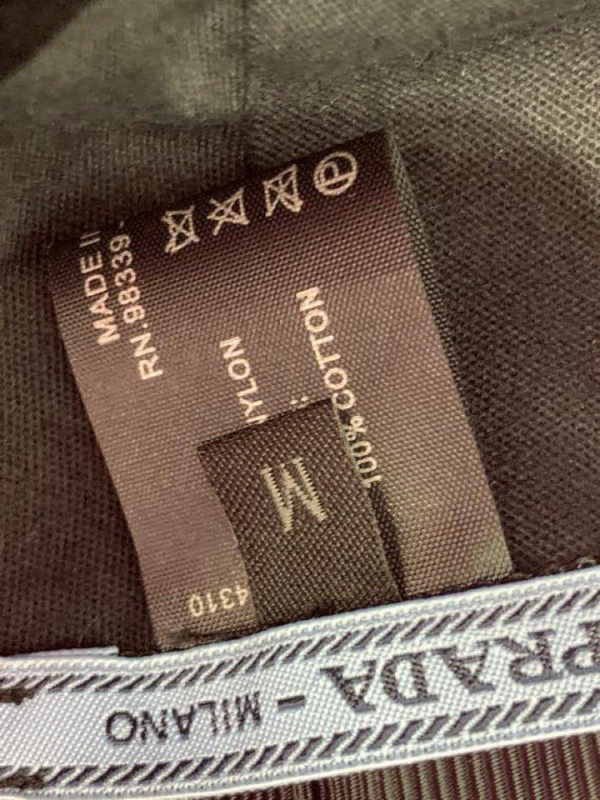 MADE I
RN.98339.
YLON
:
100% COTTON
P
M
4310
PRADA - MILANO